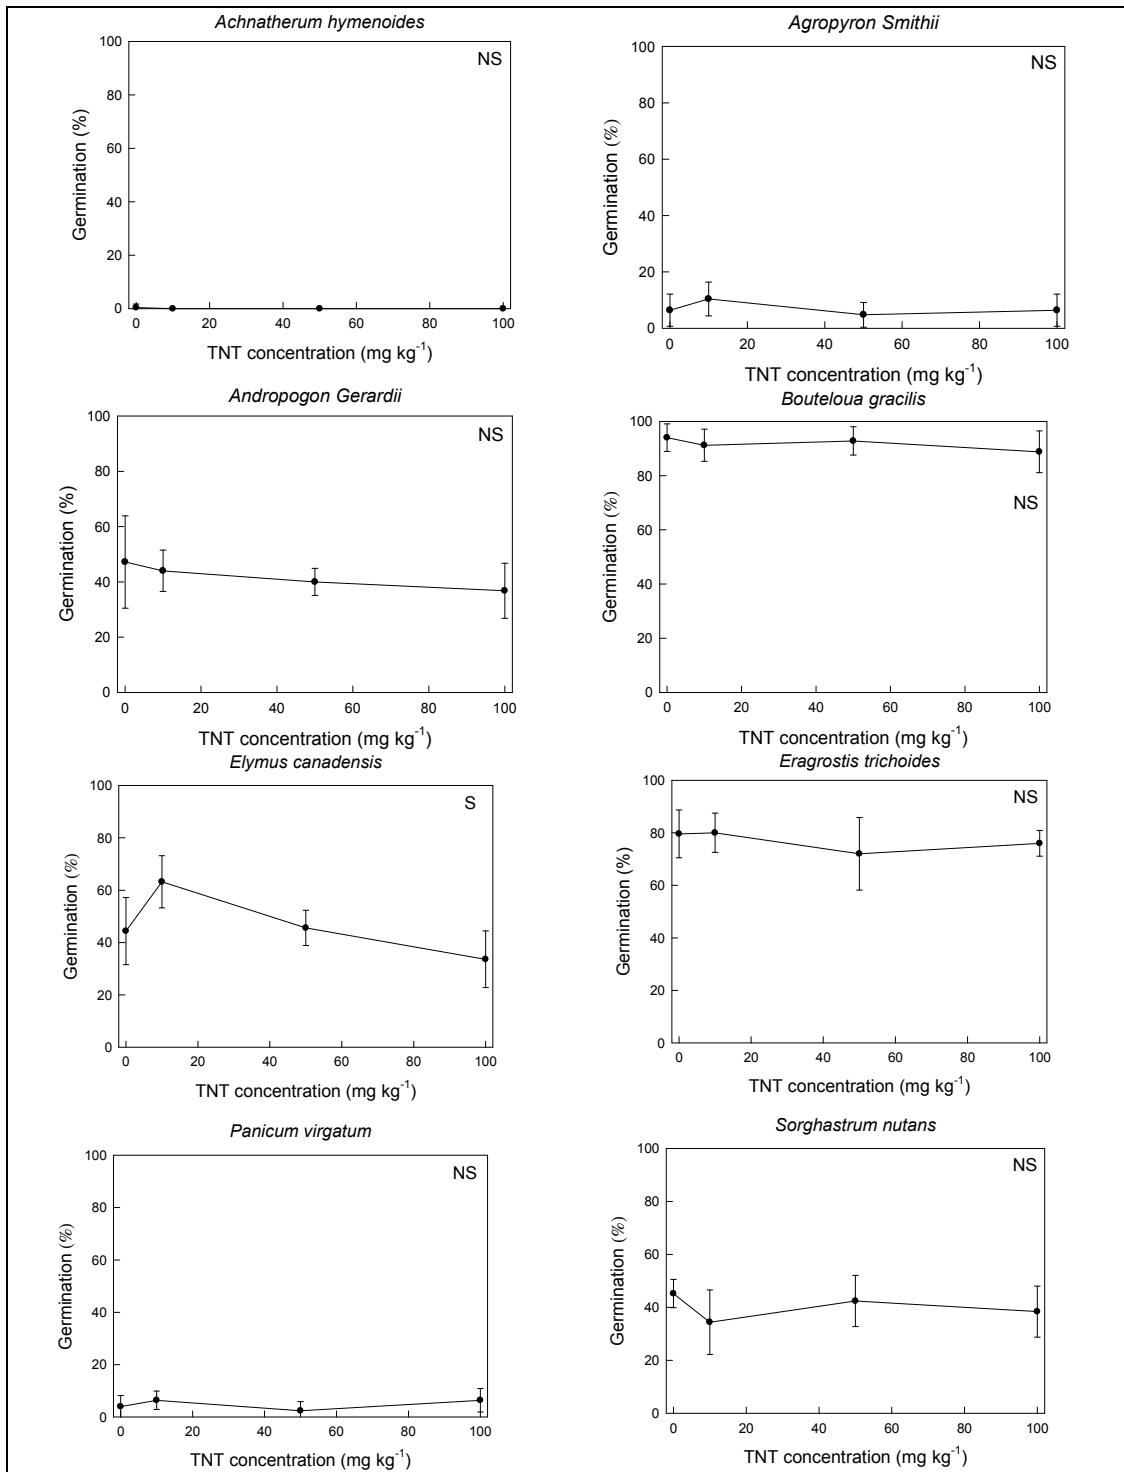 Achnatherum hymenoides
NS
100
80
60
40
20
0
Germination (%)
0 20 40 60 80 100
TNT concentration (mg kg-1)
Agropyron Smithii
NS
100
80
60
40
20
0
Germination (%)
0 20 40 60 80 100
TNT concentration (mg kg-1)
Andropogon Gerardii
NS
100
80
60
40
20
0
Germination (%)
0 20 40 60 80 100
TNT concentration (mg kg-1)
Bouteloua gracilis
NS
100
80
60
40
20
0
Germination (%)
0 20 40 60 80 100
TNT concentration (mg kg-1)
Elymus canadensis
S
100
80
60
40
20
0
Germination (%)
0 20 40 60 80 100
TNT concentration (mg kg-1)
Eragrostis trichoides
NS
100
80
60
40
20
0
Germination (%)
0 20 40 60 80 100
TNT concentration (mg kg-1)
Panicum virgatum
NS
100
80
60
40
20
0
Germination (%)
0 20 40 60 80 100
TNT concentration (mg kg-1)
Sorghastrum nutans
NS
100
80
60
40
20
0
Germination (%)
0 20 40 60 80 100
TNT concentration (mg kg-1)